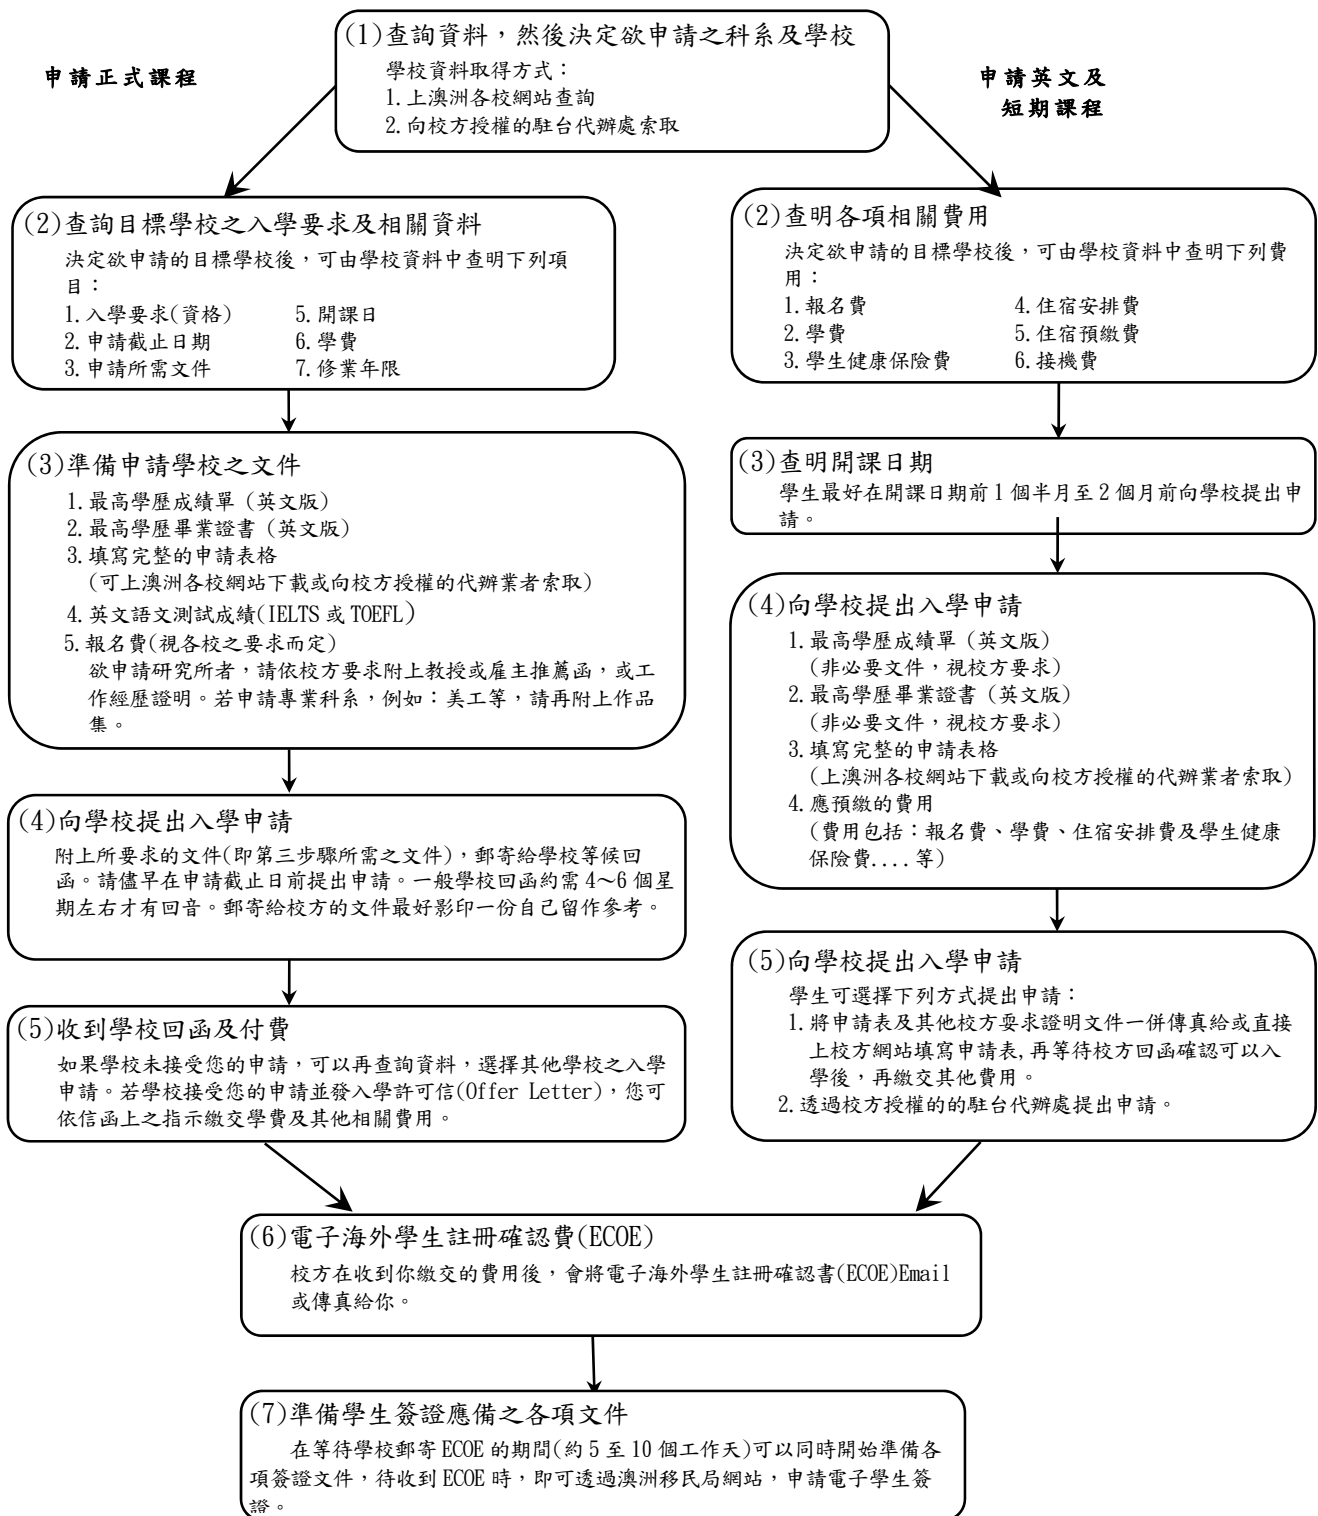 (1)查詢資料，然後決定欲申請之科系及學校
學校資料取得方式：
1.上澳洲各校網站查詢
2.向校方授權的駐台代辦處索取
申請正式課程
申請英文及
短期課程
(2)查詢目標學校之入學要求及相關資料
決定欲申請的目標學校後，可由學校資料中查明下列項
目：
1.入學要求(資格)
2.申請截止日期
3.申請所需文件
5.開課日
6.學費
7.修業年限
(3)準備申請學校之文件
1.最高學歷成績單（英文版）
2.最高學歷畢業證書（英文版）
3.填寫完整的申請表格
(可上澳洲各校網站下載或向校方授權的代辦業者索取)
4.英文語文測試成績(IELTS 或 TOEFL)
5.報名費(視各校之要求而定)
欲申請研究所者，請依校方要求附上教授或雇主推薦函，或工
作經歷證明。若申請專業科系，例如：美工等，請再附上作品
集。
(4)向學校提出入學申請
附上所要求的文件(即第三步驟所需之文件)，郵寄給學校等候回
函。請儘早在申請截止日前提出申請。一般學校回函約需 4～6 個星
期左右才有回音。郵寄給校方的文件最好影印一份自己留作參考。
(5)收到學校回函及付費
如果學校未接受您的申請，可以再查詢資料，選擇其他學校之入學
申請。若學校接受您的申請並發入學許可信(Offer Letter)，您可
依信函上之指示繳交學費及其他相關費用。
(2)查明各項相關費用
決定欲申請的目標學校後，可由學校資料中查明下列費
用：
1.報名費
2.學費
3.學生健康保險費
4.住宿安排費
5.住宿預繳費
6.接機費
(3)查明開課日期
學生最好在開課日期前 1 個半月至 2 個月前向學校提出申
請。
(4)向學校提出入學申請
1.最高學歷成績單（英文版）
(非必要文件，視校方要求)
2.最高學歷畢業證書（英文版）
(非必要文件，視校方要求)
3.填寫完整的申請表格
(上澳洲各校網站下載或向校方授權的代辦業者索取)
4.應預繳的費用
(費用包括：報名費、學費、住宿安排費及學生健康
保險費....等)
(5)向學校提出入學申請
學生可選擇下列方式提出申請：
1.將申請表及其他校方要求證明文件一併傳真給或直接
上校方網站填寫申請表,再等待校方回函確認可以入
學後，再繳交其他費用。
2.透過校方授權的的駐台代辦處提出申請。
(6)電子海外學生註冊確認費(ECOE)
校方在收到你繳交的費用後，會將電子海外學生註冊確認書(ECOE)Email
或傳真給你。
(7)準備學生簽證應備之各項文件
在等待學校郵寄 ECOE 的期間(約 5 至 10 個工作天)可以同時開始準備各
項簽證文件，待收到 ECOE 時，即可透過澳洲移民局網站，申請電子學生簽
證。